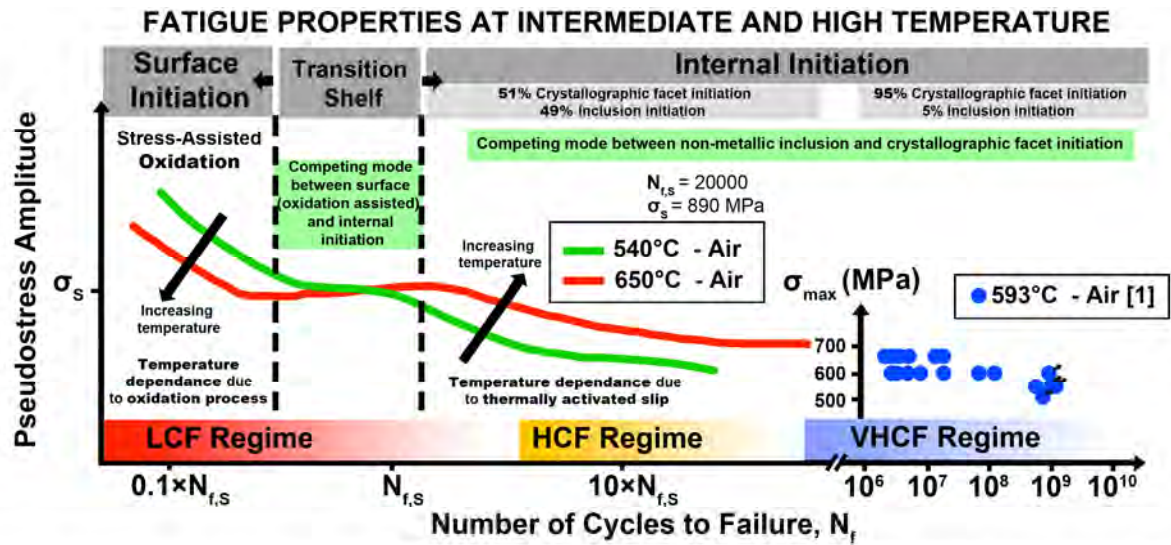 FATIGUE PROPERTIES AT INTERMEDIATE AND HIGH TEMPERATURE
Surface
Initiation
Transition
Shelf
Internal Initiation
51% Crystallographic facet initiation
49% Inclusion initiation
95% Crystallographic facet initiation
5% Inclusion initiation
Stress-Assisted
Oxidation
Competing mode
between surface
(oxidation assisted)
and internal
initiation
Competing mode between non-metallic inclusion and crystallographic facet initiation
Nf,S = 20000
σS = 890 MPa
540°C - Air
650°C - Air
Increasing
temperature
Increasing
temperature
σS
Pseudostress Amplitude
Temperature
dependance due
to oxidation process
Temperature dependance due
to thermally activated slip
σmax (MPa)
593°C - Air [1]
700
600
500
LCF Regime
HCF Regime
VHCF Regime
0.1×Nf,S
Nf,S
10×Nf,S
10⁶
10⁷
10⁸
10⁹
10¹⁰
Number of Cycles to Failure, Nf